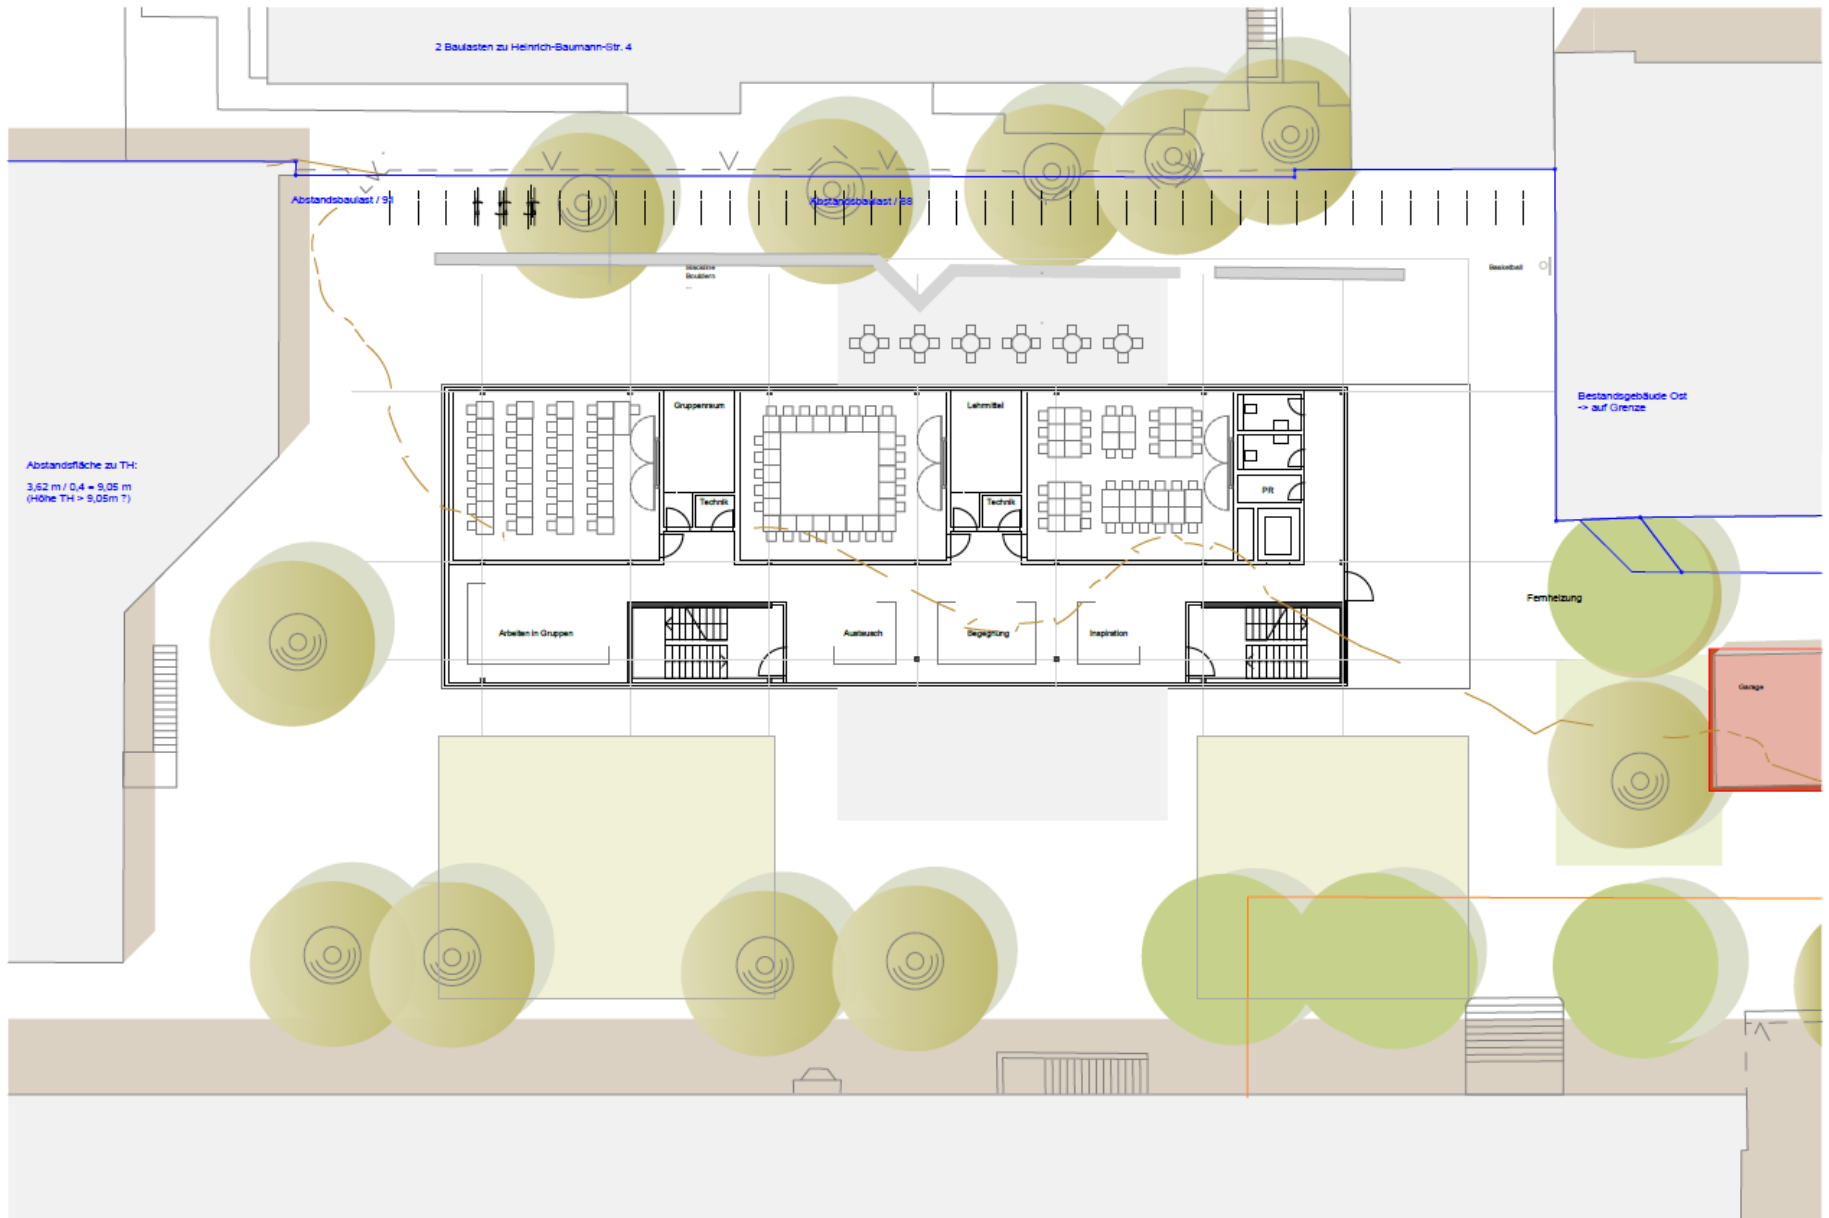 2 Baulasten zu Heinrich-Baumann-Str. 4
Abstandsbaulast / 91
Abstandsbaulast / 88
Slackline
Bouldern
...
Basketball
Bestandsgebäude Ost
-> auf Grenze
Gruppenraum
Lehrmittel
Abstandsfläche zu TH:
3,62 m / 0,4 = 9,05 m
(Höhe TH > 9,05m ?)
Technik
Technik
PR
Fernheizung
Arbeiten in Gruppen
Austausch
Begegnung
Inspiration
Garage